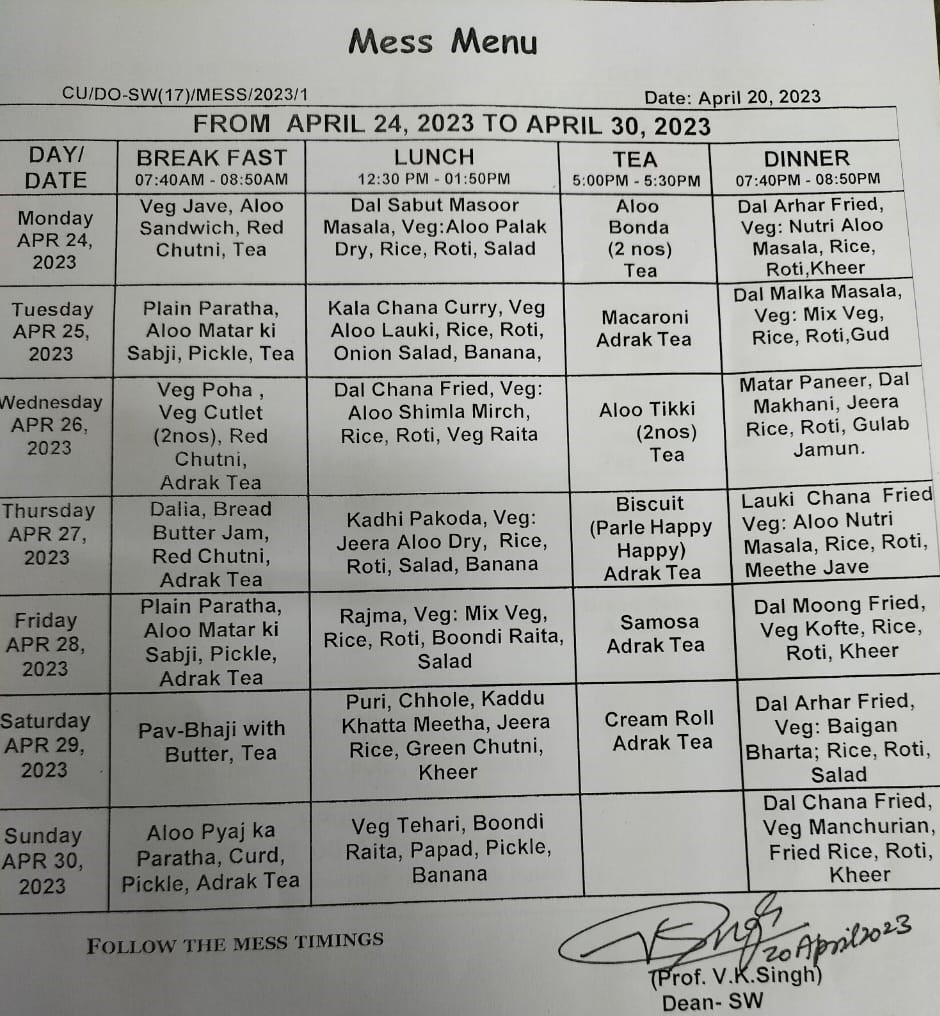 Mess Menu
CU/DO-SW(17)/MESS/2023/1
Date: April 20, 2023
FROM APRIL 24, 2023 TO APRIL 30, 2023
DAY/
DATE
BREAK FAST
07:40AM - 08:50AM
LUNCH
12:30 PM - 01:50PM
TEA
5:00PM - 5:30PM
DINNER
07:40PM - 08:50PM
Monday
APR 24,
2023
Veg Jave, Aloo
Sandwich, Red
Chutni, Tea
Dal Sabut Masoor
Masala, Veg:Aloo Palak
Dry, Rice, Roti, Salad
Aloo
Bonda
(2 nos)
Tea
Dal Arhar Fried,
Veg: Nutri Aloo
Masala, Rice,
Roti,Kheer
Tuesday
APR 25,
2023
Plain Paratha,
Aloo Matar ki
Sabji, Pickle, Tea
Kala Chana Curry, Veg
Aloo Lauki, Rice, Roti,
Onion Salad, Banana,
Macaroni
Adrak Tea
Dal Malka Masala,
Veg: Mix Veg,
Rice, Roti,Gud
Wednesday
APR 26,
2023
Veg Poha ,
Veg Cutlet
(2nos), Red
Chutni,
Adrak Tea
Dal Chana Fried, Veg:
Aloo Shimla Mirch,
Rice, Roti, Veg Raita
Aloo Tikki
(2nos)
Tea
Matar Paneer, Dal
Makhani, Jeera
Rice, Roti, Gulab
Jamun.
Thursday
APR 27,
2023
Dalia, Bread
Butter Jam,
Red Chutni,
Adrak Tea
Kadhi Pakoda, Veg:
Jeera Aloo Dry, Rice,
Roti, Salad, Banana
Biscuit
(Parle Happy
Happy)
Adrak Tea
Lauki Chana Fried
Veg: Aloo Nutri
Masala, Rice, Roti,
Meethe Jave
Friday
APR 28,
2023
Plain Paratha,
Aloo Matar ki
Sabji, Pickle,
Adrak Tea
Rajma, Veg: Mix Veg,
Rice, Roti, Boondi Raita,
Salad
Samosa
Adrak Tea
Dal Moong Fried,
Veg Kofte, Rice,
Roti, Kheer
Saturday
APR 29,
2023
Pav-Bhaji with
Butter, Tea
Puri, Chhole, Kaddu
Khatta Meetha, Jeera
Rice, Green Chutni,
Kheer
Cream Roll
Adrak Tea
Dal Arhar Fried,
Veg: Baigan
Bharta; Rice, Roti,
Salad
Sunday
APR 30,
2023
Aloo Pyaj ka
Paratha, Curd,
Pickle, Adrak Tea
Veg Tehari, Boondi
Raita, Papad, Pickle,
Banana
Dal Chana Fried,
Veg Manchurian,
Fried Rice, Roti,
Kheer
FOLLOW THE MESS TIMINGS
VKSingh
20 April 2023
(Prof. V.K.Singh)
Dean- SW